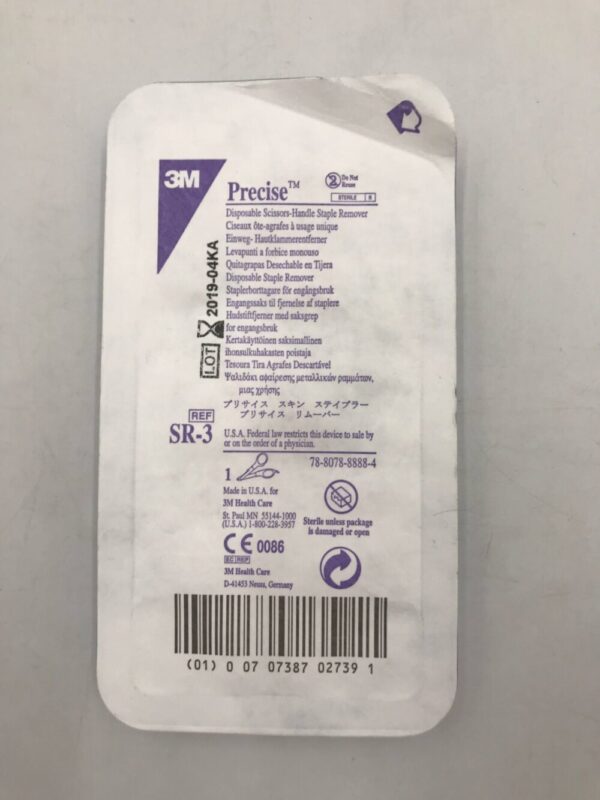 3M
Precise™
2 Do Not
Reuse
STERILE R
Disposable Scissors-Handle Staple Remover
Ciseaux ôte-agrafes à usage unique
Einweg- Hautklammerentferner
Levapunti a forbice monouso
Quitagrapas Desechable en Tijera
Disposable Staple Remover
Staplerborttagare för engångsbruk
Engangssaks til fjernelse af staplere
Hudstiftfjerner med saksgrep
for engangsbruk
Kertakäyttöinen saksimallinen
ihonsulkuhakasten poistaja
Tesoura Tira Agrafes Descartável
Ψαλιδάκι αφαίρεσης μεταλλικών ραμμάτων,
μιας χρήσης
プリサイス スキン ステイプラー
プリサイス リムーバー
LOT 2019-04KA
REF
SR-3
U.S.A. Federal law restricts this device to sale by
or on the order of a physician.
78-8078-8888-4
1
Made in U.S.A. for
3M Health Care
St. Paul MN 55144-1000
(U.S.A.) 1-800-228-3957
Sterile unless package
is damaged or open
CE 0086
EC REP
3M Health Care
D-41453 Neuss, Germany
(01) 0 07 07387 02739 1